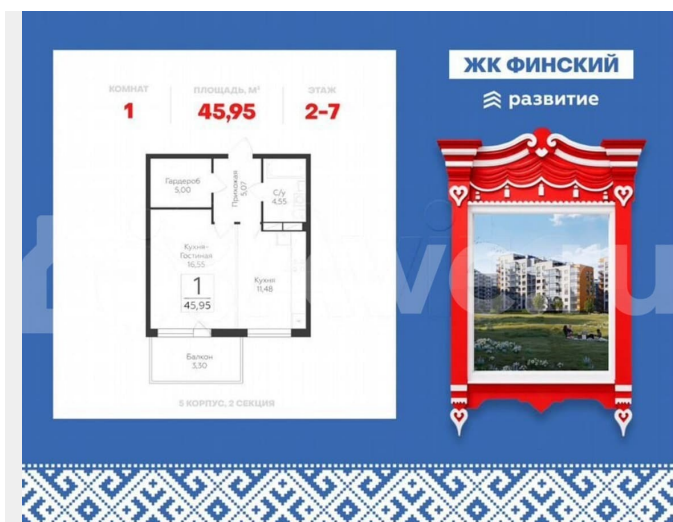 ЖК ФИНСКИЙ
развитие
КОМНАТ
1
ПЛОЩАДЬ, М²
45,95
ЭТАЖ
2-7
Гардероб
5,00
Прихожая
5,07
С/у
4,55
Кухня-
Гостиная
16,55
1
45,95
Кухня
11,48
Балкон
3,30
5 КОРПУС, 2 СЕКЦИЯ